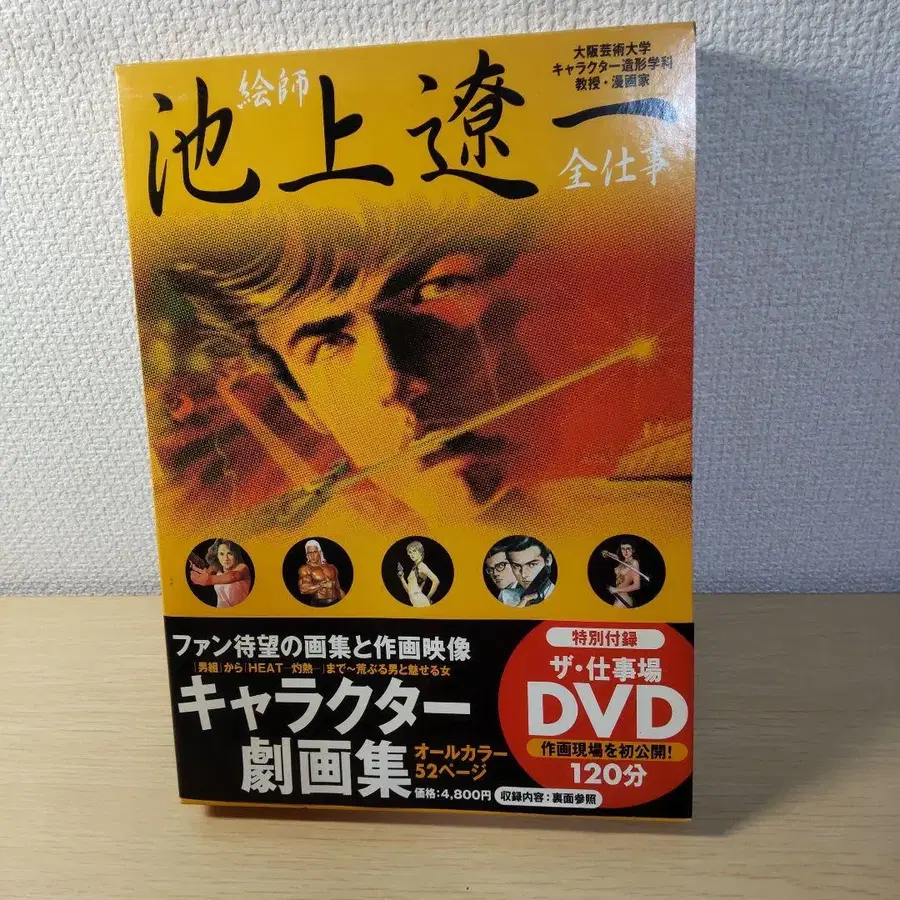 大阪芸術大学
キャラクター造形学科
教授・漫画家
絵師
池上遼一
全仕事
ファン待望の画集と作画映像
「男組」から「HEAT－灼熱－」まで〜荒ぶる男と魅せる女
キャラクター
劇画集
オールカラー
52ページ
価格：4,800円
収録内容：裏面参照
特別付録
ザ・仕事場
DVD
作画現場を初公開！
120分